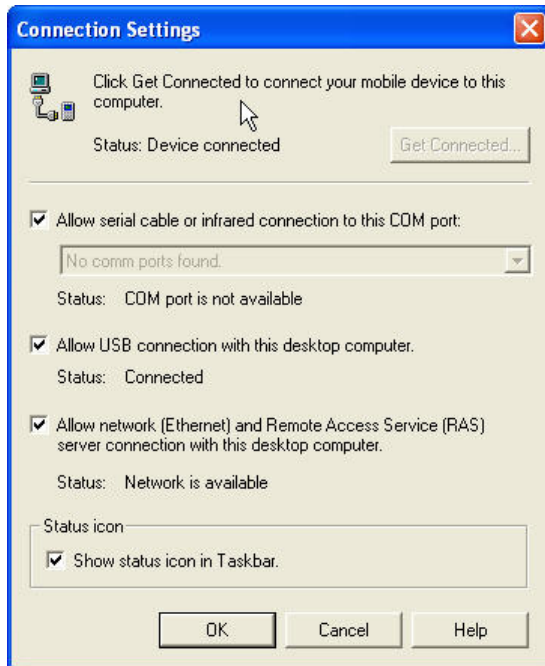 Connection Settings
Click Get Connected to connect your mobile device to this
computer.
Status: Device connected
Get Connected...
Allow serial cable or infrared connection to this COM port:
No comm ports found.
Status: COM port is not available
Allow USB connection with this desktop computer.
Status: Connected
Allow network (Ethernet) and Remote Access Service (RAS)
server connection with this desktop computer.
Status: Network is available
Status icon
Show status icon in Taskbar.
OK Cancel Help